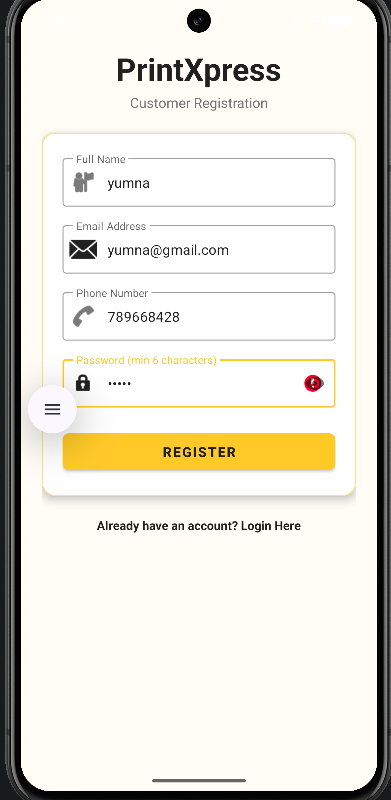 PrintXpress
Customer Registration
Full Name
yumna
Email Address
yumna@gmail.com
Phone Number
789668428
Password (min 6 characters)
•••••
REGISTER
Already have an account? Login Here